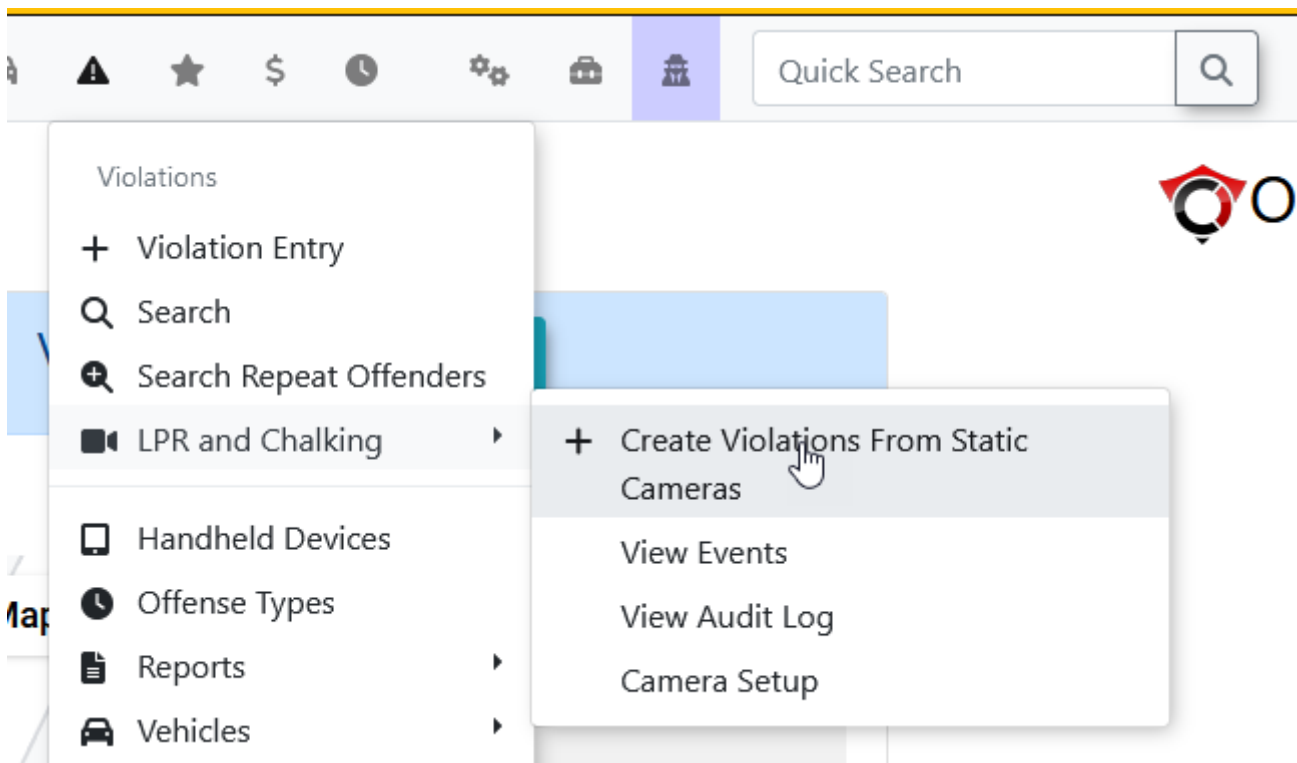 Quick Search
Violations
Violation Entry
Search
Search Repeat Offenders
LPR and Chalking
Create Violations From Static
Cameras
View Events
View Audit Log
Camera Setup
Handheld Devices
Offense Types
Reports
Vehicles